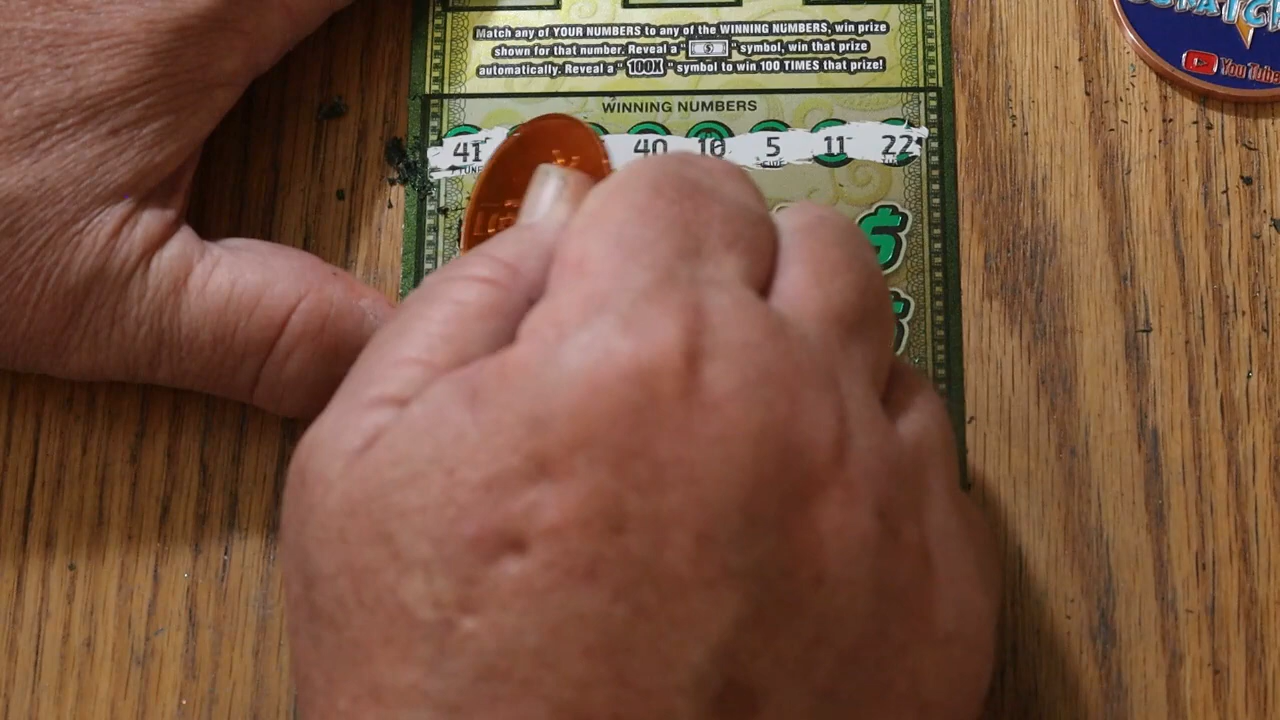 Match any of YOUR NUMBERS to any of the WINNING NUMBERS, win prize
shown for that number. Reveal a " " symbol, win that prize
automatically. Reveal a " 100X " symbol to win 100 TIMES that prize!
WINNING NUMBERS
41 40 10 5 11 22
$
YouTube